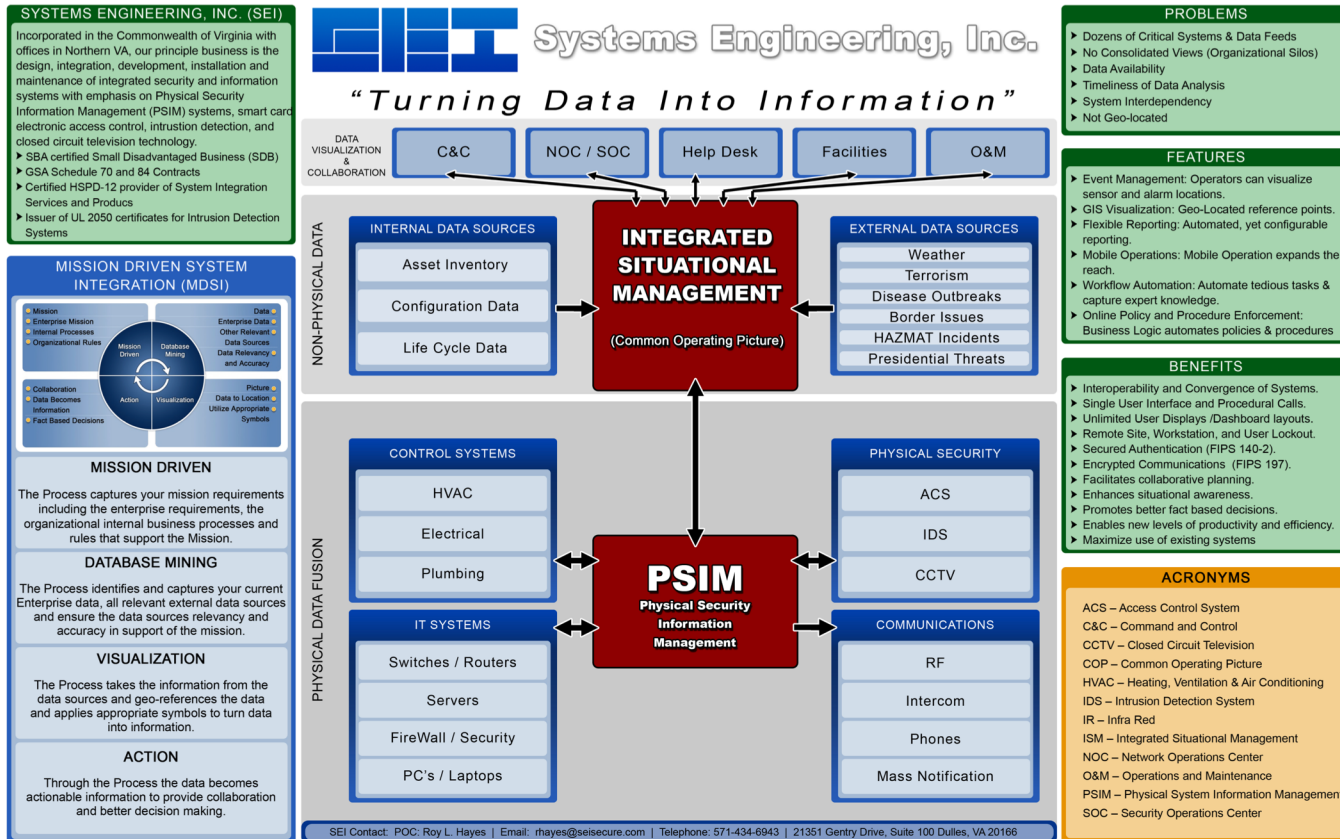 SYSTEMS ENGINEERING, INC. (SEI)
Incorporated in the Commonwealth of Virginia with
offices in Northern VA, our principle business is the
design, integration, development, installation and
maintenance of integrated security and information
systems with emphasis on Physical Security
Information Management (PSIM) systems, smart card
electronic access control, intrustion detection, and
closed circuit television technology.
SBA certified Small Disadvantaged Business (SDB)
GSA Schedule 70 and 84 Contracts
Certified HSPD-12 provider of System Integration
Services and Producs
Issuer of UL 2050 certificates for Intrusion Detection
Systems
MISSION DRIVEN SYSTEM
INTEGRATION (MDSI)
Mission
Enterprise Mission
Internal Processes
Organizational Rules
Data
Enterprise Data
Other Relevant
Data Sources
Data Relevancy
and Accuracy
Mission
Driven
Database
Mining
Action
Visualization
Collaboration
Data Becomes
Information
Fact Based Decisions
Picture
Data to Location
Utilize Appropriate
Symbols
MISSION DRIVEN
The Process captures your mission requirements
including the enterprise requirements, the
organizational internal business processes and
rules that support the Mission.
DATABASE MINING
The Process identifies and captures your current
Enterprise data, all relevant external data sources
and ensure the data sources relevancy and
accuracy in support of the mission.
VISUALIZATION
The Process takes the information from the
data sources and geo-references the data
and applies appropriate symbols to turn data
into information.
ACTION
Through the Process the data becomes
actionable information to provide collaboration
and better decision making.
SEI Systems Engineering, Inc.
“Turning Data Into Information”
DATA
VISUALIZATION
&
COLLABORATION
C&C
NOC / SOC
Help Desk
Facilities
O&M
NON-PHYSICAL DATA
INTERNAL DATA SOURCES
Asset Inventory
Configuration Data
Life Cycle Data
INTEGRATED
SITUATIONAL
MANAGEMENT
(Common Operating Picture)
EXTERNAL DATA SOURCES
Weather
Terrorism
Disease Outbreaks
Border Issues
HAZMAT Incidents
Presidential Threats
PHYSICAL DATA FUSION
CONTROL SYSTEMS
HVAC
Electrical
Plumbing
IT SYSTEMS
Switches / Routers
Servers
FireWall / Security
PC's / Laptops
PSIM
Physical Security
Information
Management
PHYSICAL SECURITY
ACS
IDS
CCTV
COMMUNICATIONS
RF
Intercom
Phones
Mass Notification
SEI Contact: POC: Roy L. Hayes | Email: rhayes@seisecure.com | Telephone: 571-434-6943 | 21351 Gentry Drive, Suite 100 Dulles, VA 20166
PROBLEMS
Dozens of Critical Systems & Data Feeds
No Consolidated Views (Organizational Silos)
Data Availability
Timeliness of Data Analysis
System Interdependency
Not Geo-located
FEATURES
Event Management: Operators can visualize
sensor and alarm locations.
GIS Visualization: Geo-Located reference points.
Flexible Reporting: Automated, yet configurable
reporting.
Mobile Operations: Mobile Operation expands the
reach.
Workflow Automation: Automate tedious tasks &
capture expert knowledge.
Online Policy and Procedure Enforcement:
Business Logic automates policies & procedures
BENEFITS
Interoperability and Convergence of Systems.
Single User Interface and Procedural Calls.
Unlimited User Displays /Dashboard layouts.
Remote Site, Workstation, and User Lockout.
Secured Authentication (FIPS 140-2).
Encrypted Communications (FIPS 197).
Facilitates collaborative planning.
Enhances situational awareness.
Promotes better fact based decisions.
Enables new levels of productivity and efficiency.
Maximize use of existing systems
ACRONYMS
ACS – Access Control System
C&C – Command and Control
CCTV – Closed Circuit Television
COP – Common Operating Picture
HVAC – Heating, Ventilation & Air Conditioning
IDS – Intrusion Detection System
IR – Infra Red
ISM – Integrated Situational Management
NOC – Network Operations Center
O&M – Operations and Maintenance
PSIM – Physical System Information Management
SOC – Security Operations Center